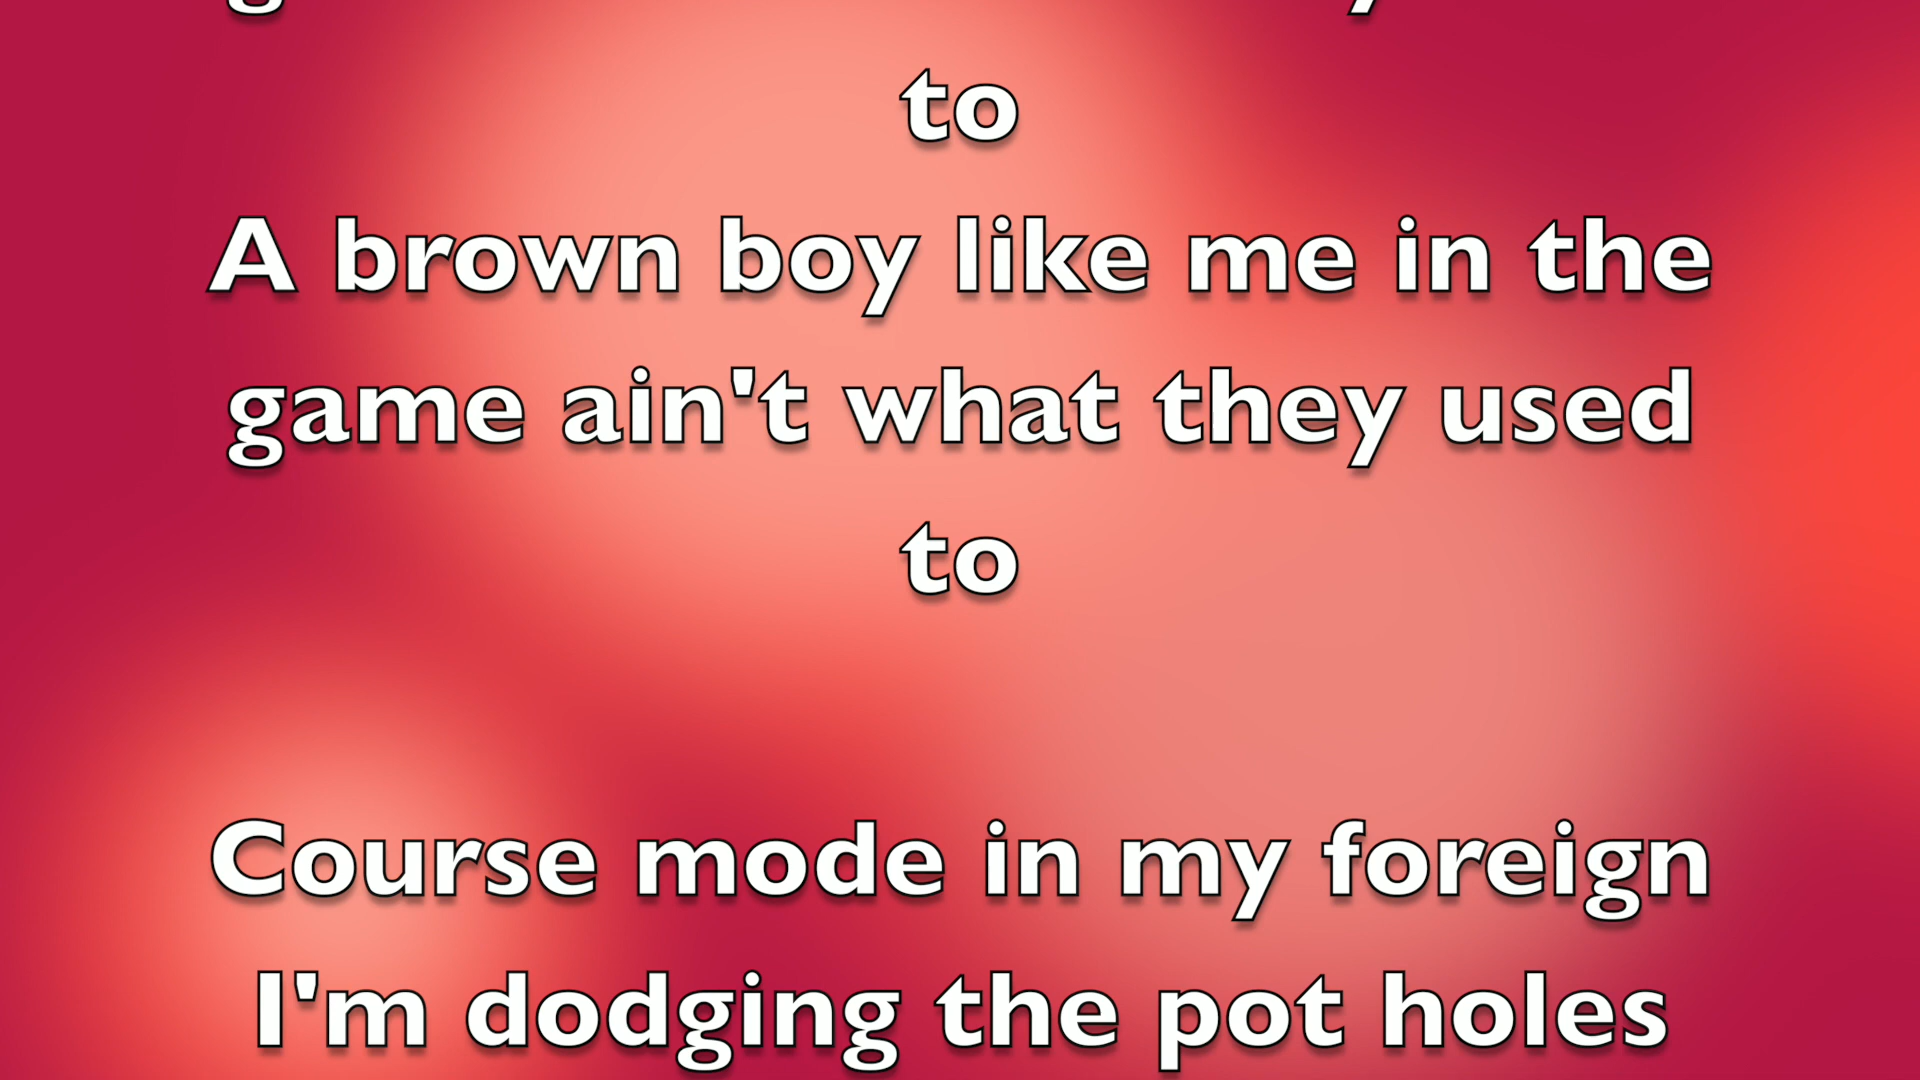 to
A brown boy like me in the
game ain't what they used
to
Course mode in my foreign
I'm dodging the pot holes